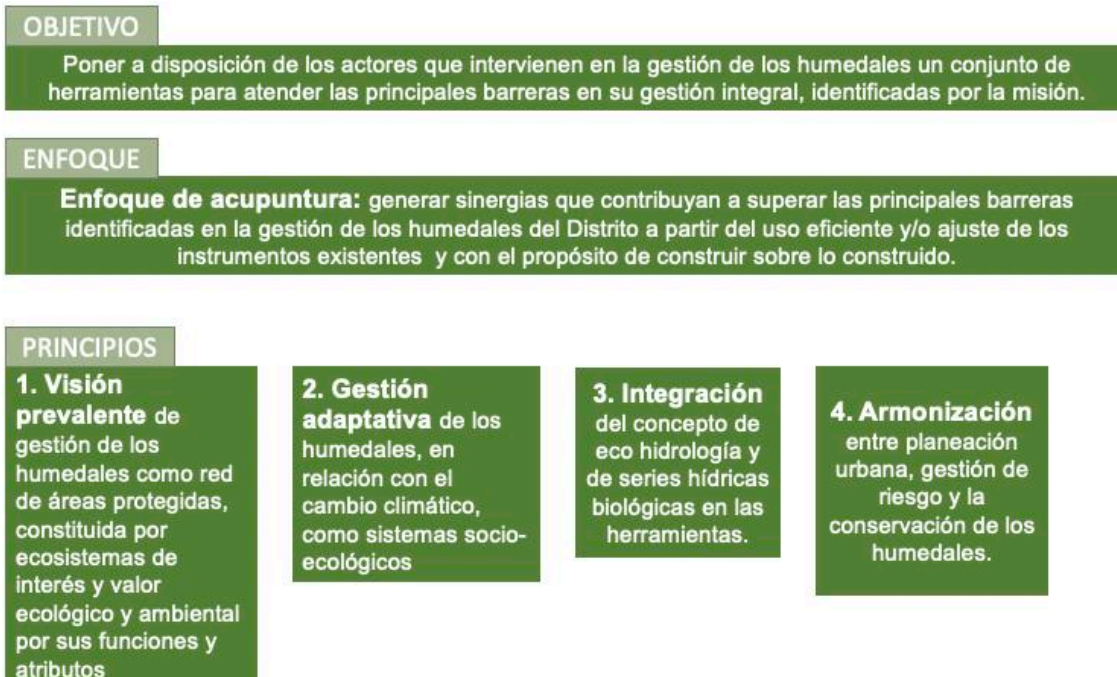 OBJETIVO
Poner a disposición de los actores que intervienen en la gestión de los humedales un conjunto de
herramientas para atender las principales barreras en su gestión integral, identificadas por la misión.
ENFOQUE
Enfoque de acupuntura: generar sinergias que contribuyan a superar las principales barreras
identificadas en la gestión de los humedales del Distrito a partir del uso eficiente y/o ajuste de los
instrumentos existentes y con el propósito de construir sobre lo construido.
PRINCIPIOS
1. Visión
prevalente de
gestión de los
humedales como red
de áreas protegidas,
constituida por
ecosistemas de
interés y valor
ecológico y ambiental
por sus funciones y
atributos
2. Gestión
adaptativa de los
humedales, en
relación con el
cambio climático,
como sistemas socio-
ecológicos
3. Integración
del concepto de
eco hidrología y
de series hídricas
biológicas en las
herramientas.
4. Armonización
entre planeación
urbana, gestión de
riesgo y la
conservación de los
humedales.